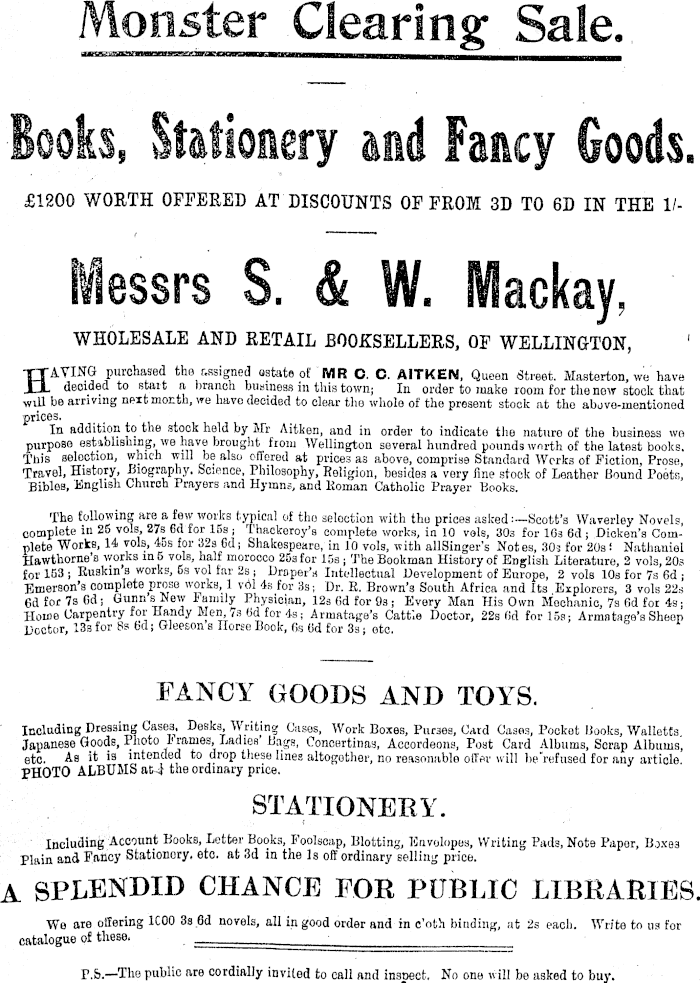 Monster Clearing Sale.
Books, Stationery and Fancy Goods.
£1200 WORTH OFFERED AT DISCOUNTS OF FROM 3D TO 6D IN THE 1/-
Messrs S. & W. Mackay,
WHOLESALE AND RETAIL BOOKSELLERS, OF WELLINGTON,
HAVING purchased the assigned estate of MR C. C. AITKEN, Queen Street. Masterton, we have
decided to start a branch business in this town; In order to make room for the new stock that
will be arriving next month, we have decided to clear the whole of the present stock at the above-mentioned
prices.
In addition to the stock held by Mr Aitken, and in order to indicate the nature of the business we
purpose establishing, we have brought from Wellington several hundred pounds worth of the latest books.
This selection, which will be also offered at prices as above, comprise Standard Works of Fiction, Prose,
Travel, History, Biography, Science, Philosophy, Religion, besides a very fine stock of Leather Bound Poets,
Bibles, English Church Prayers and Hymns, and Roman Catholic Prayer Books.
The following are a few works typical of the selection with the prices asked:—Scott's Waverley Novels,
complete in 25 vols, 27s 6d for 15s; Thackeroy's complete works, in 10 vols, 30s for 16s 6d; Dicken's Com-
plete Works, 14 vols, 45s for 32s 6d; Shakespeare, in 10 vols, with allSinger's Notes, 30s for 20s! Nathaniel
Hawthorne's works in 5 vols, half morocco 25s for 15s; The Bookman History of English Literature, 2 vols, 20s
for 153; Ruskin's works, 5s vol far 2s; Draper's Intellectual Development of Europe, 2 vols 10s for 7s 6d;
Emerson's complete prose works, 1 vol 4s for 3s; Dr. R. Brown's South Africa and Its Explorers, 3 vols 22s
6d for 7s 6d; Gunn's New Family Physician, 12s 6d for 9s; Every Man His Own Mechanic, 7s 6d for 4s;
Home Carpentry for Handy Men, 7s 6d for 4s; Armatage's Cattle Doctor, 22s 6d for 15s; Armatage's Sheep
Doctor, 13s for 8s 6d; Gleeson's Horse Book, 6s 6d for 3s; etc.
FANCY GOODS AND TOYS.
Including Dressing Cases, Desks, Writing Cases, Work Boxes, Purses, Card Cases, Pocket Books, Walletts,
Japanese Goods, Photo Frames, Ladies' Bags, Concertinas, Accordeons, Post Card Albums, Scrap Albums,
etc. As it is intended to drop these lines altogether, no reasonable offer will be refused for any article.
PHOTO ALBUMS at the ordinary price.
STATIONERY.
Including Account Books, Letter Books, Foolscap, Blotting, Envolopes, Writing Pads, Note Paper, Boxes
Plain and Fancy Stationery, etc. at 3d in the 1s off ordinary selling price.
A SPLENDID CHANCE FOR PUBLIC LIBRARIES.
We are offering 1000 3s 6d novels, all in good order and in cloth binding, at 2s each. Write to us for
catalogue of these.
P.S.—The public are cordially invited to call and inspect. No one will be asked to buy.